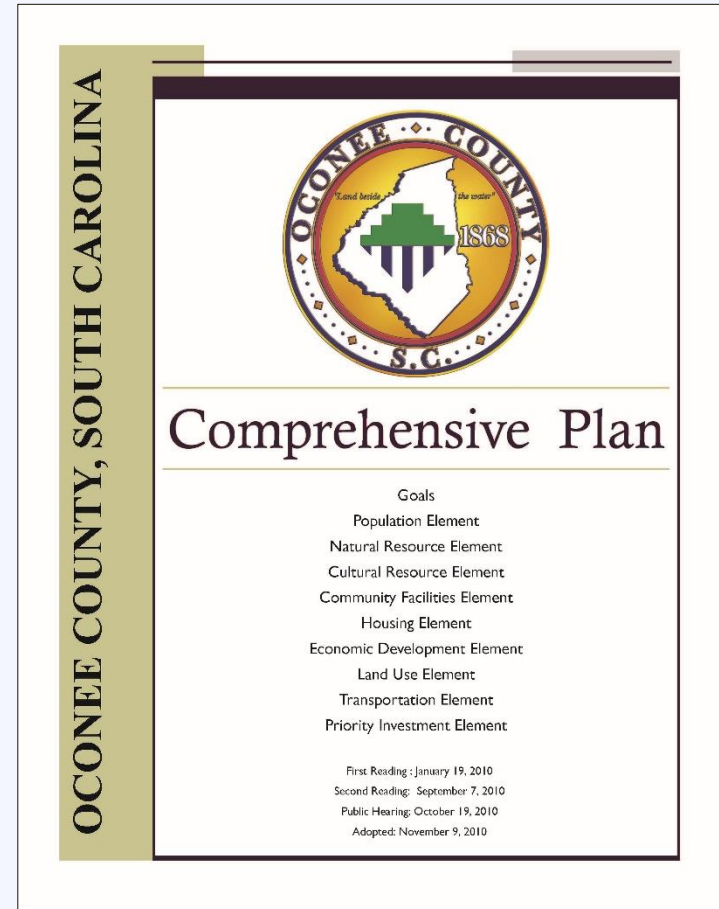 OCONEE COUNTY, SOUTH CAROLINA
OCONEE COUNTY
"Land beside the water"
1868
S.C.
Comprehensive Plan
Goals
Population Element
Natural Resource Element
Cultural Resource Element
Community Facilities Element
Housing Element
Economic Development Element
Land Use Element
Transportation Element
Priority Investment Element
First Reading : January 19, 2010
Second Reading: September 7, 2010
Public Hearing: October 19, 2010
Adopted: November 9, 2010